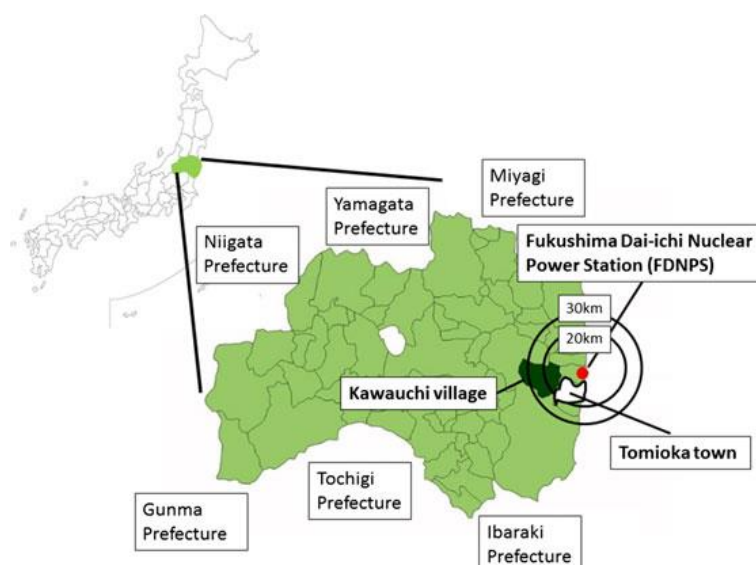 Miyagi
Prefecture
Yamagata
Prefecture
Niigata
Prefecture
Fukushima Dai-ichi Nuclear
Power Station (FDNPS)
30km
20km
Kawauchi village
Tomioka town
Tochigi
Prefecture
Gunma
Prefecture
Ibaraki
Prefecture